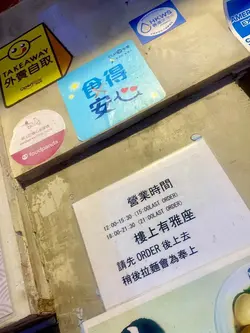 TAKEAWAY
外賣自取
食得
安心
HKWS
foodpanda
營業時間
12:00-15:30 (15:00LAST ORDER)
18:00-21:30 (21:00LAST ORDER)
樓上有雅座
請先 ORDER 後上去
稍後拉麵會為奉上